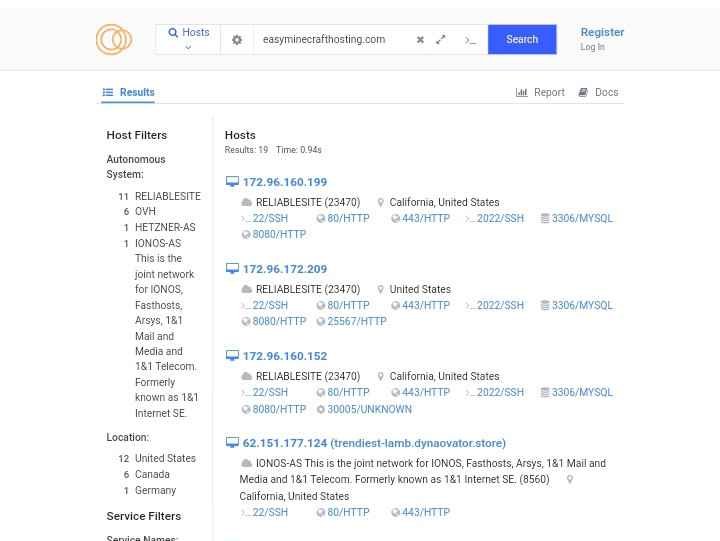 Hosts
easyminecrafthosting.com
>_
Search
Register
Log In
Results
Report
Docs
Host Filters
Autonomous
System:
11 RELIABLESITE
6 OVH
1 HETZNER-AS
1 IONOS-AS
This is the
joint network
for IONOS,
Fasthosts,
Arsys, 1&1
Mail and
Media and
1&1 Telecom.
Formerly
known as 1&1
Internet SE.
Location:
12 United States
6 Canada
1 Germany
Service Filters
Service Names:
Hosts
Results: 19 Time: 0.94s
172.96.160.199
RELIABLESITE (23470) California, United States
>_ 22/SSH 80/HTTP 443/HTTP >_ 2022/SSH 3306/MYSQL
8080/HTTP
172.96.172.209
RELIABLESITE (23470) United States
>_ 22/SSH 80/HTTP 443/HTTP >_ 2022/SSH 3306/MYSQL
8080/HTTP 25567/HTTP
172.96.160.152
RELIABLESITE (23470) California, United States
>_ 22/SSH 80/HTTP 443/HTTP >_ 2022/SSH 3306/MYSQL
8080/HTTP 30005/UNKNOWN
62.151.177.124 (trendiest-lamb.dynaovator.store)
IONOS-AS This is the joint network for IONOS, Fasthosts, Arsys, 1&1 Mail and
Media and 1&1 Telecom. Formerly known as 1&1 Internet SE. (8560)
California, United States
>_ 22/SSH 80/HTTP 443/HTTP